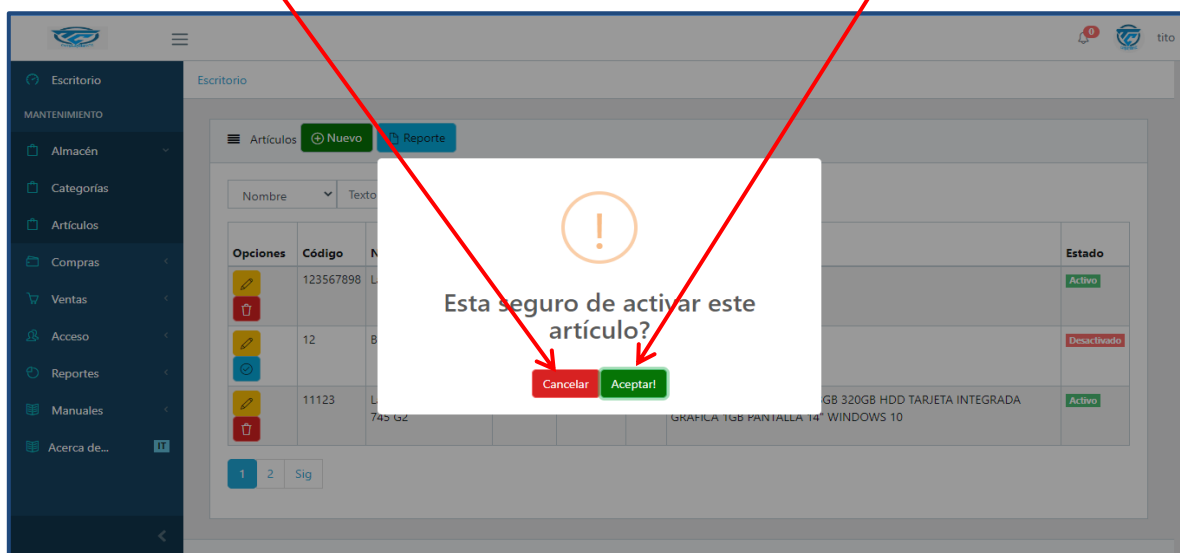 0
tito
Escritorio
Escritorio
MANTENIMIENTO
Almacén
Categorías
Artículos
Compras
Ventas
Acceso
Reportes
Manuales
Acerca de... IT
Artículos Nuevo Reporte
Nombre Texto
Opciones Código N Estado
123567898 L Activo
12 B Desactivado
11123 L GB 320GB HDD TARJETA INTEGRADA Activo
745 G2 GRAFICA 1GB PANTALLA 14" WINDOWS 10
Esta seguro de activar este
artículo?
Cancelar Aceptar!
1 2 Sig